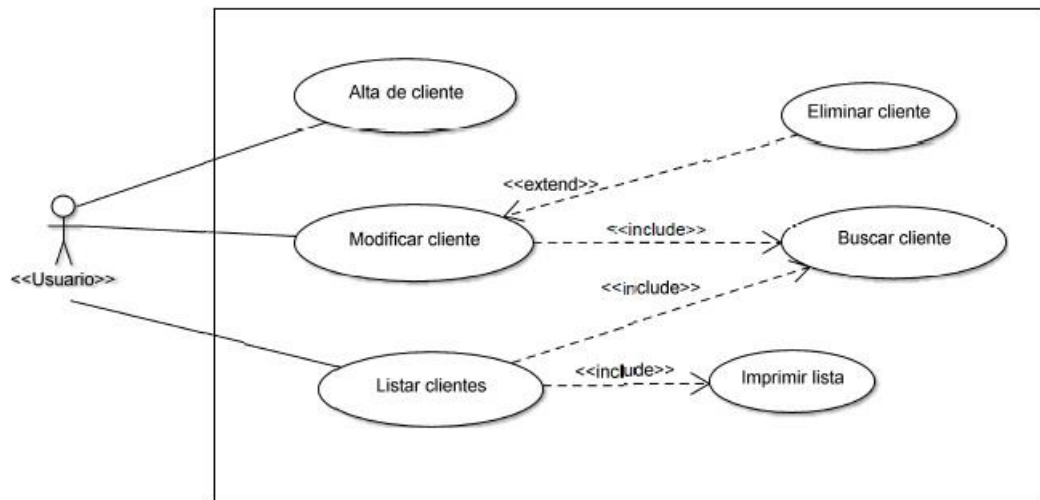 Alta de cliente
Eliminar cliente
<<extend>>
Modificar cliente
<<include>>
Buscar cliente
<<Usuario>>
<<include>>
Listar clientes
<<include>>
Imprimir lista